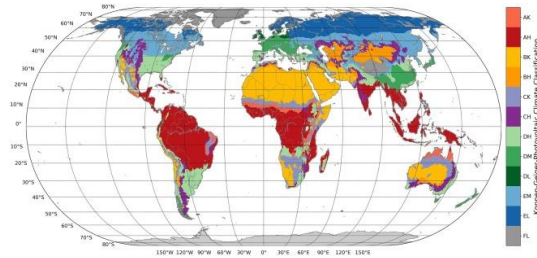 80°N
70°N
60°N
50°N
40°N
30°N
20°N
10°N
0°
10°S
20°S
30°S
40°S
50°S
60°S
70°S
80°S
150°W 120°W 90°W 60°W 30°W 0° 30°E 60°E 90°E 120°E 150°E
AK
AH
BK
BH
CK
CH
DH
DM
DL
EM
EL
FL
Köppen-Geiger-Photovoltaic Climate Classification